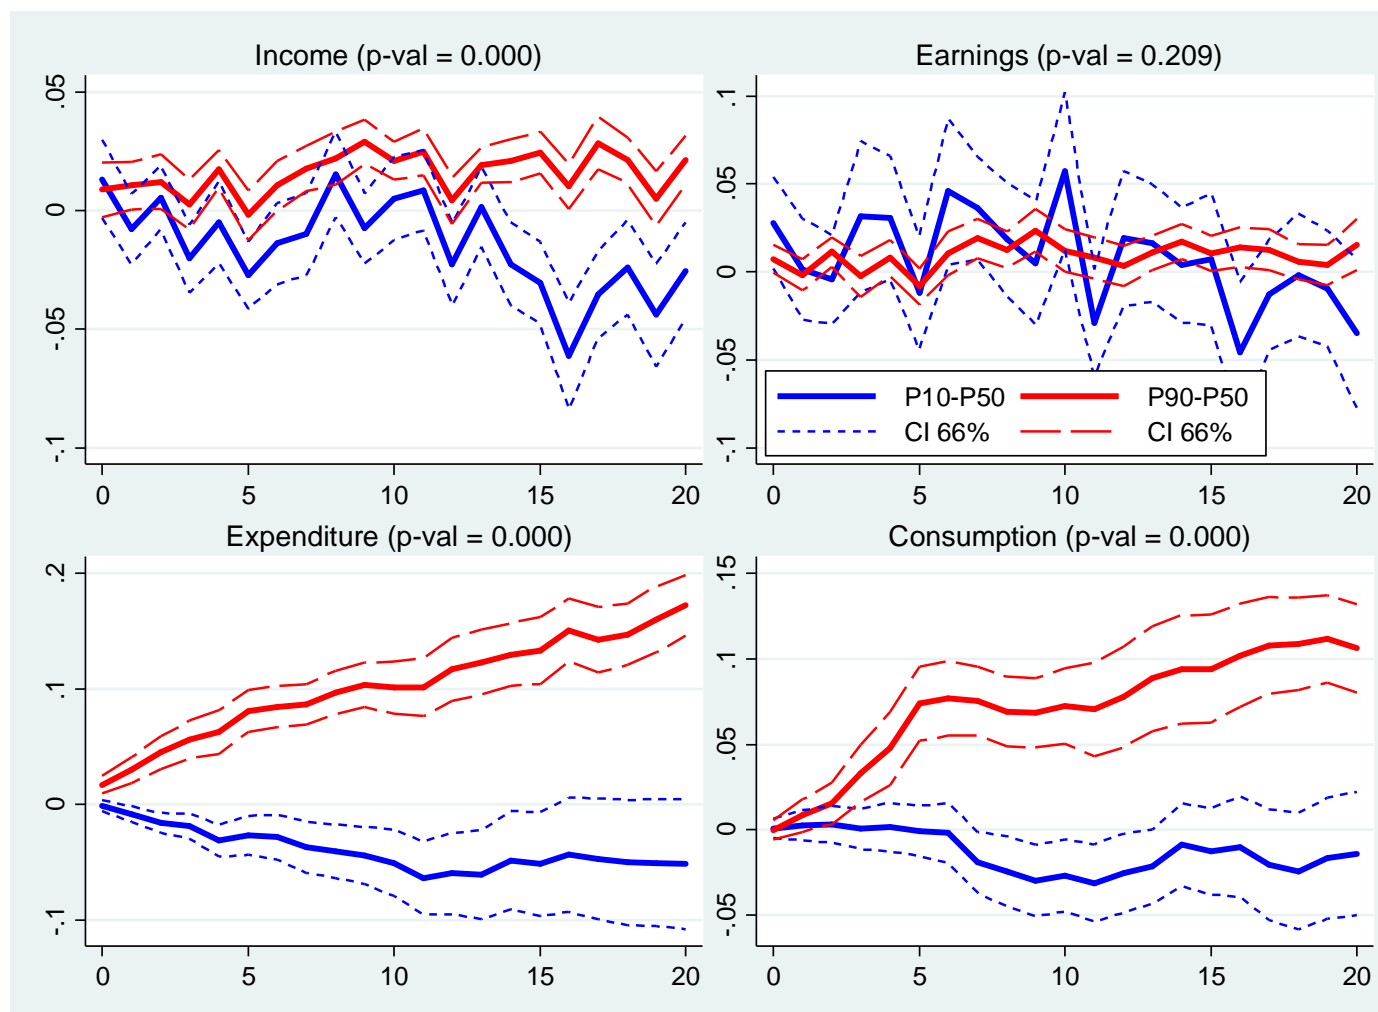 Income (p-val = 0.000)
.05
0
-.05
-.1
0 5 10 15 20
Earnings (p-val = 0.209)
.1
.05
0
-.05
-.1
P10-P50 P90-P50
CI 66% CI 66%
0 5 10 15 20
Expenditure (p-val = 0.000)
.2
.1
0
-.1
0 5 10 15 20
Consumption (p-val = 0.000)
.15
.1
.05
0
-.05
0 5 10 15 20